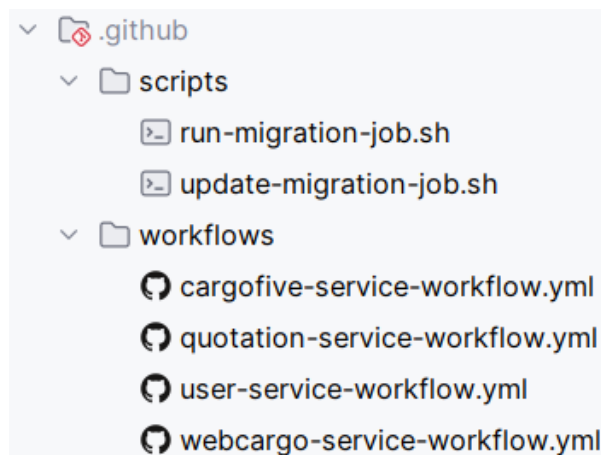 .github
scripts
run-migration-job.sh
update-migration-job.sh
workflows
cargofive-service-workflow.yml
quotation-service-workflow.yml
user-service-workflow.yml
webcargo-service-workflow.yml